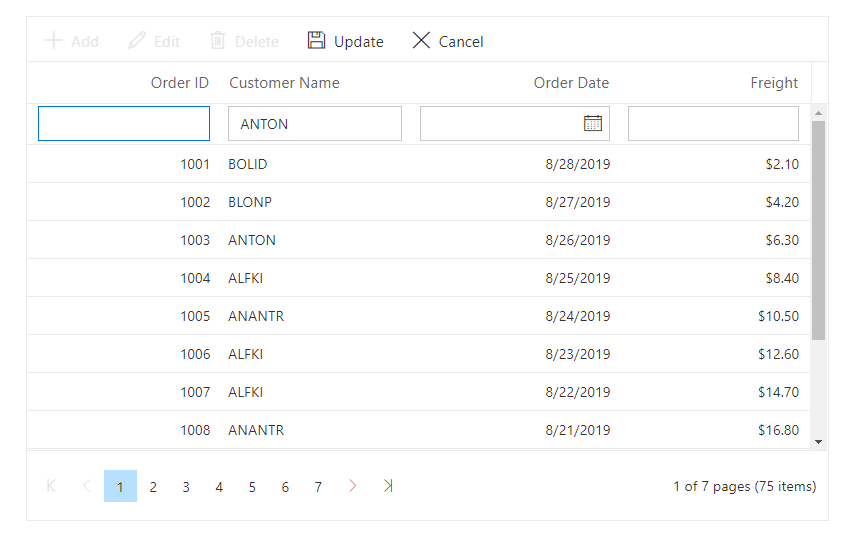 Add Edit Delete Update Cancel
Order ID Customer Name Order Date Freight
ANTON
1001 BOLID 8/28/2019 $2.10
1002 BLONP 8/27/2019 $4.20
1003 ANTON 8/26/2019 $6.30
1004 ALFKI 8/25/2019 $8.40
1005 ANANTR 8/24/2019 $10.50
1006 ALFKI 8/23/2019 $12.60
1007 ALFKI 8/22/2019 $14.70
1008 ANANTR 8/21/2019 $16.80
1 2 3 4 5 6 7 1 of 7 pages (75 items)